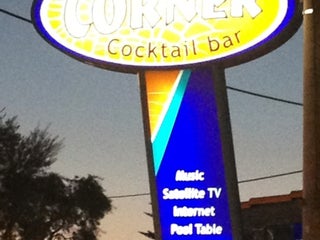 CORNER
Cocktail bar
Music
Satellite TV
Internet
Pool Table